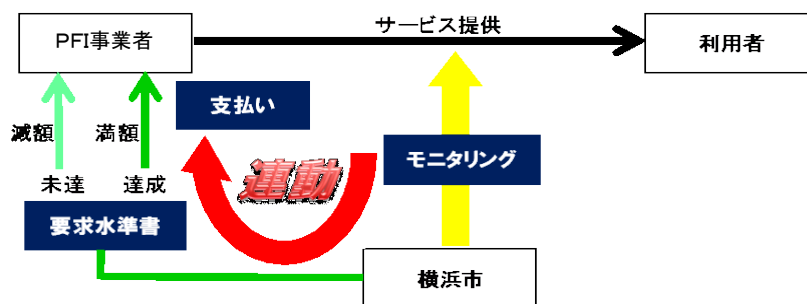 サービス提供
PFI事業者
利用者
支払い
減額
満額
モニタリング
連動
未達
達成
要求水準書
横浜市